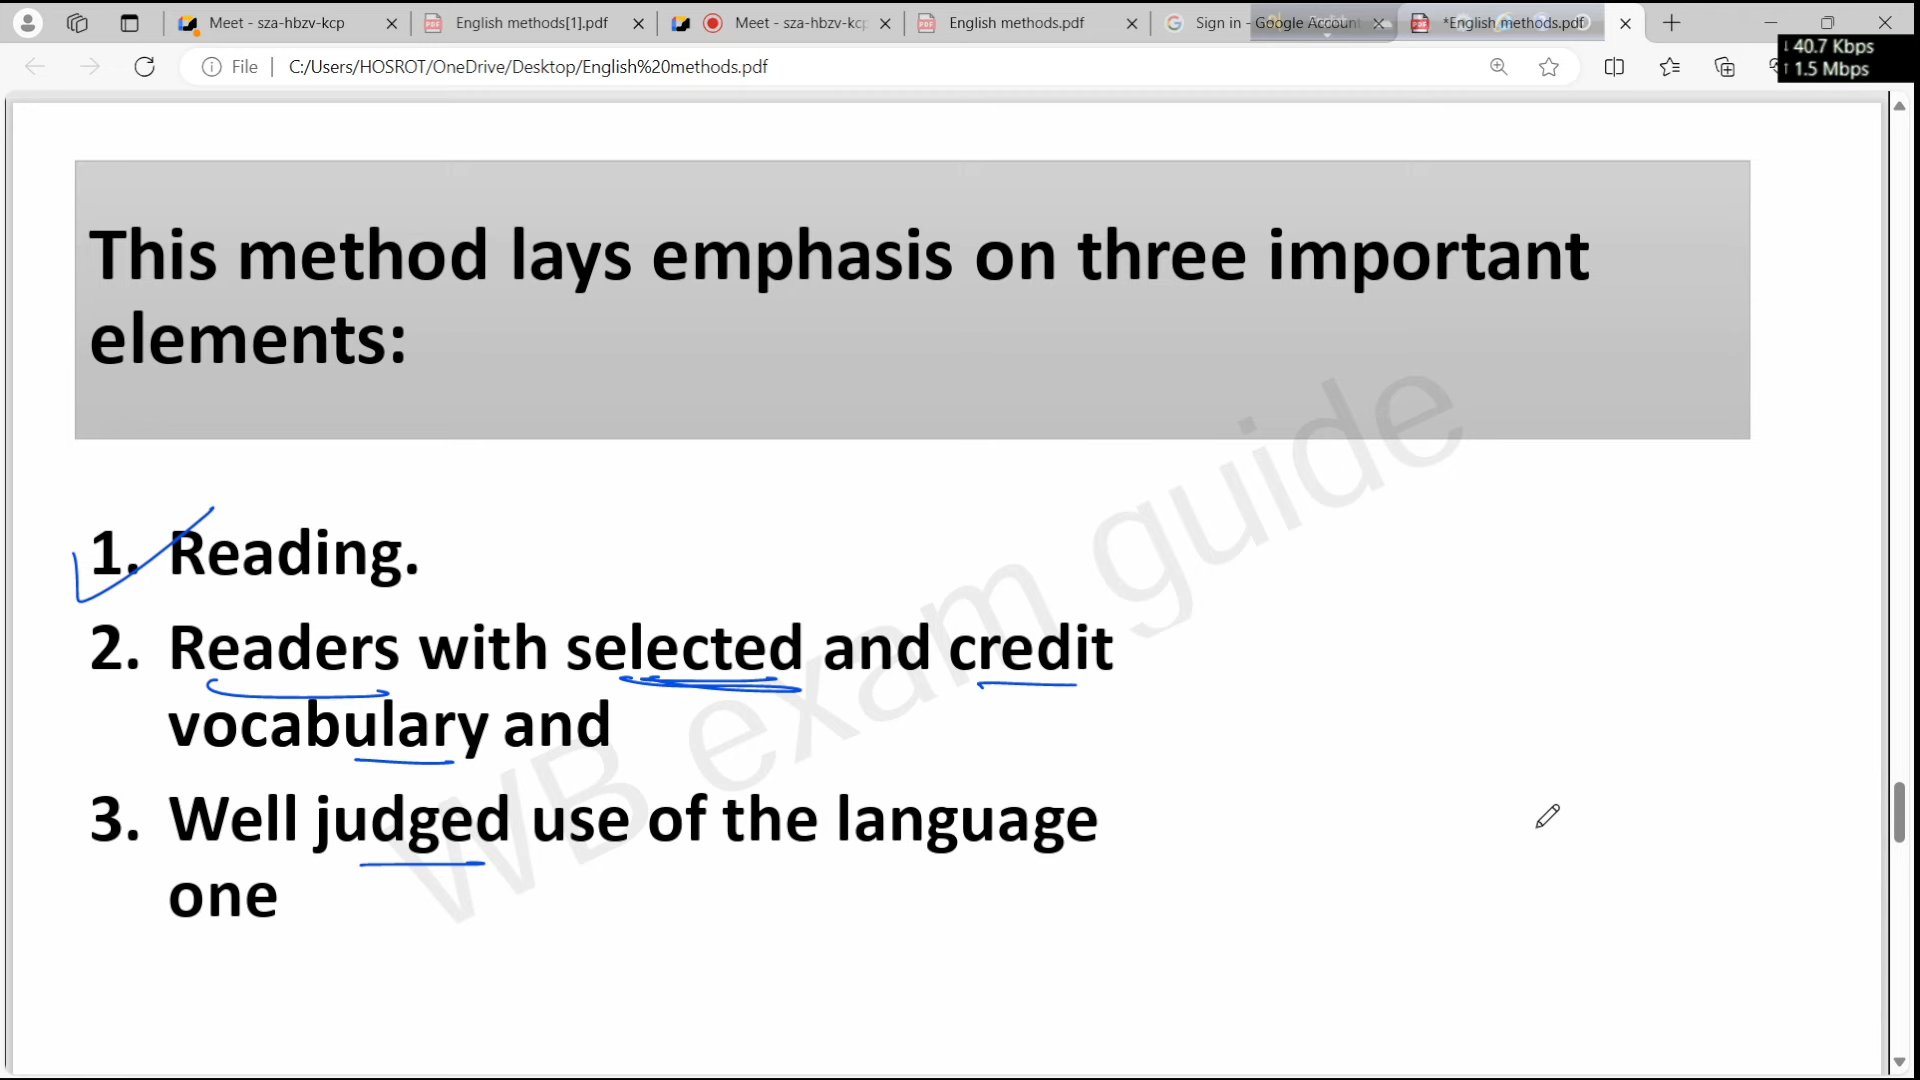 Meet - sza-hbzv-kcp
English methods[1].pdf
Meet - sza-hbzv-kcp
English methods.pdf
Sign in - Google Account
*English methods.pdf
File
C:/Users/HOSROT/OneDrive/Desktop/English%20methods.pdf
↓ 40.7 Kbps
↑ 1.5 Mbps
This method lays emphasis on three important
elements:
1. Reading.
2. Readers with selected and credit
vocabulary and
3. Well judged use of the language
one
WB exam guide